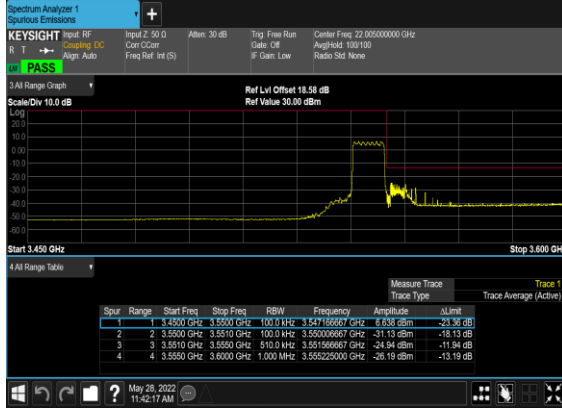 Spectrum Analyzer 1
Spurious Emissions
+
KEYSIGHT Input: RF Input Z: 50 Ω Atten: 30 dB Trig: Free Run Center Freq: 22.005000000 GHz
R T Coupling: DC Corr CCorr Gate: Off Avg|Hold: 100/100
Align: Auto Freq Ref: Int (S) IF Gain: Low Radio Std: None
PASS
3 All Range Graph
Ref Lvl Offset 18.58 dB
Scale/Div 10.0 dB Ref Value 30.00 dBm
Log
20.0
10.0
0.00
-10.0
-20.0
-30.0
-40.0
-50.0
-60.0
Start 3.450 GHz Stop 3.600 GH
4 All Range Table
Measure Trace Trace 1
Trace Type Trace Average (Active)
Spur Range Start Freq Stop Freq RBW Frequency Amplitude ΔLimit
1 1 3.4500 GHz 3.5500 GHz 100.0 kHz 3.547166667 GHz 6.638 dBm -23.36 dB
2 2 3.5500 GHz 3.5510 GHz 100.0 kHz 3.550006667 GHz -31.13 dBm -18.13 dB
3 3 3.5510 GHz 3.5550 GHz 510.0 kHz 3.551566667 GHz -24.94 dBm -11.94 dB
4 4 3.5550 GHz 3.6000 GHz 1.000 MHz 3.555225000 GHz -26.19 dBm -13.19 dB
? May 28, 2022
11:42:17 AM